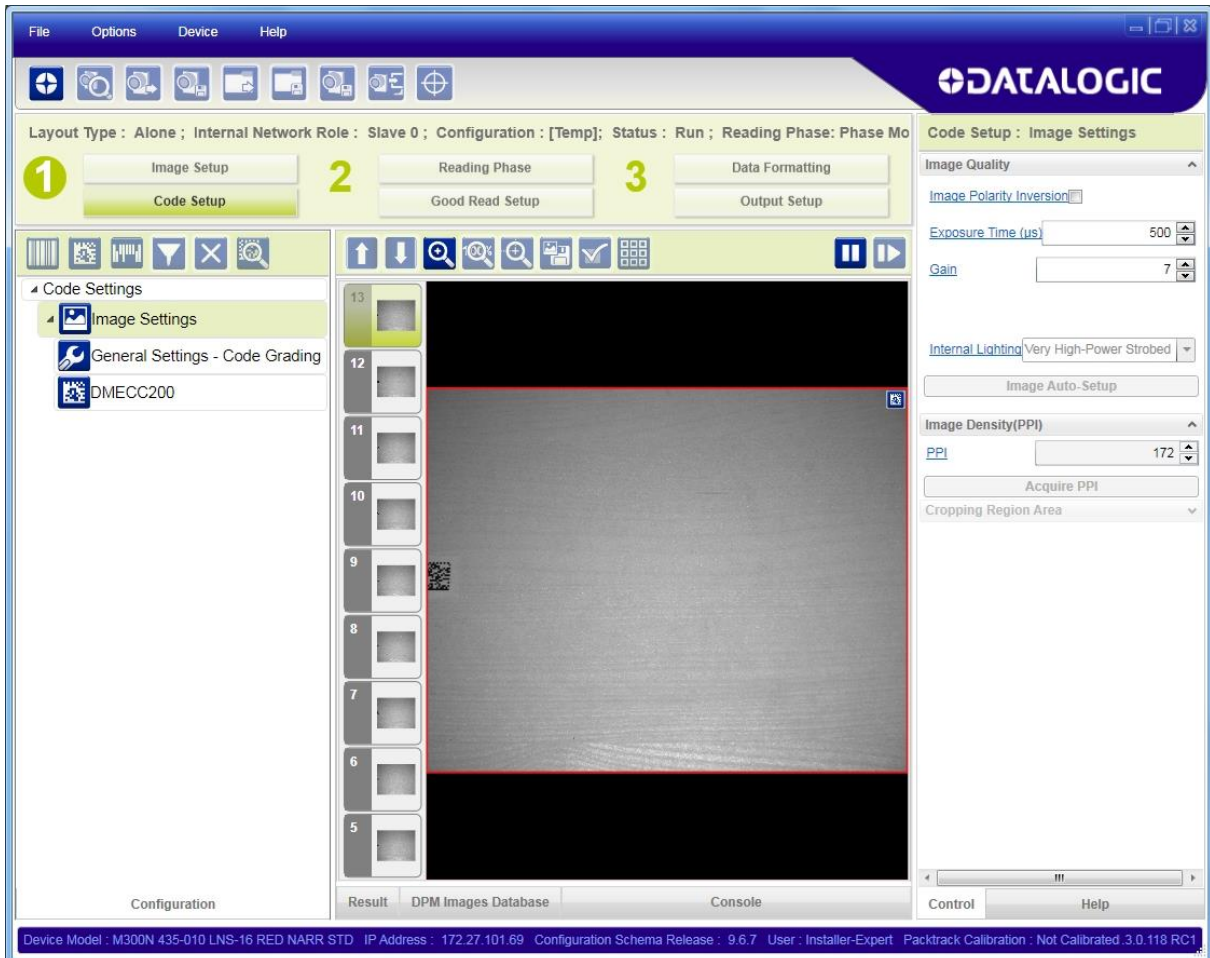 File Options Device Help
DATALOGIC
Layout Type : Alone ; Internal Network Role : Slave 0 ; Configuration : [Temp]; Status : Run ; Reading Phase: Phase Mo
1 Image Setup 2 Reading Phase 3 Data Formatting
Code Setup Good Read Setup Output Setup
Code Settings
Image Settings
General Settings - Code Grading
DMECC200
Configuration
100%
13
12
11
10
9
8
7
6
5
Result DPM Images Database Console
Code Setup : Image Settings
Image Quality
Image Polarity Inversion
Exposure Time (µs) 500
Gain 7
Internal Lighting Very High-Power Strobed
Image Auto-Setup
Image Density(PPI)
PPI 172
Acquire PPI
Cropping Region Area
Control Help
Device Model : M300N 435-010 LNS-16 RED NARR STD IP Address : 172.27.101.69 Configuration Schema Release : 9.6.7 User : Installer-Expert Packtrack Calibration : Not Calibrated .3.0.118 RC1